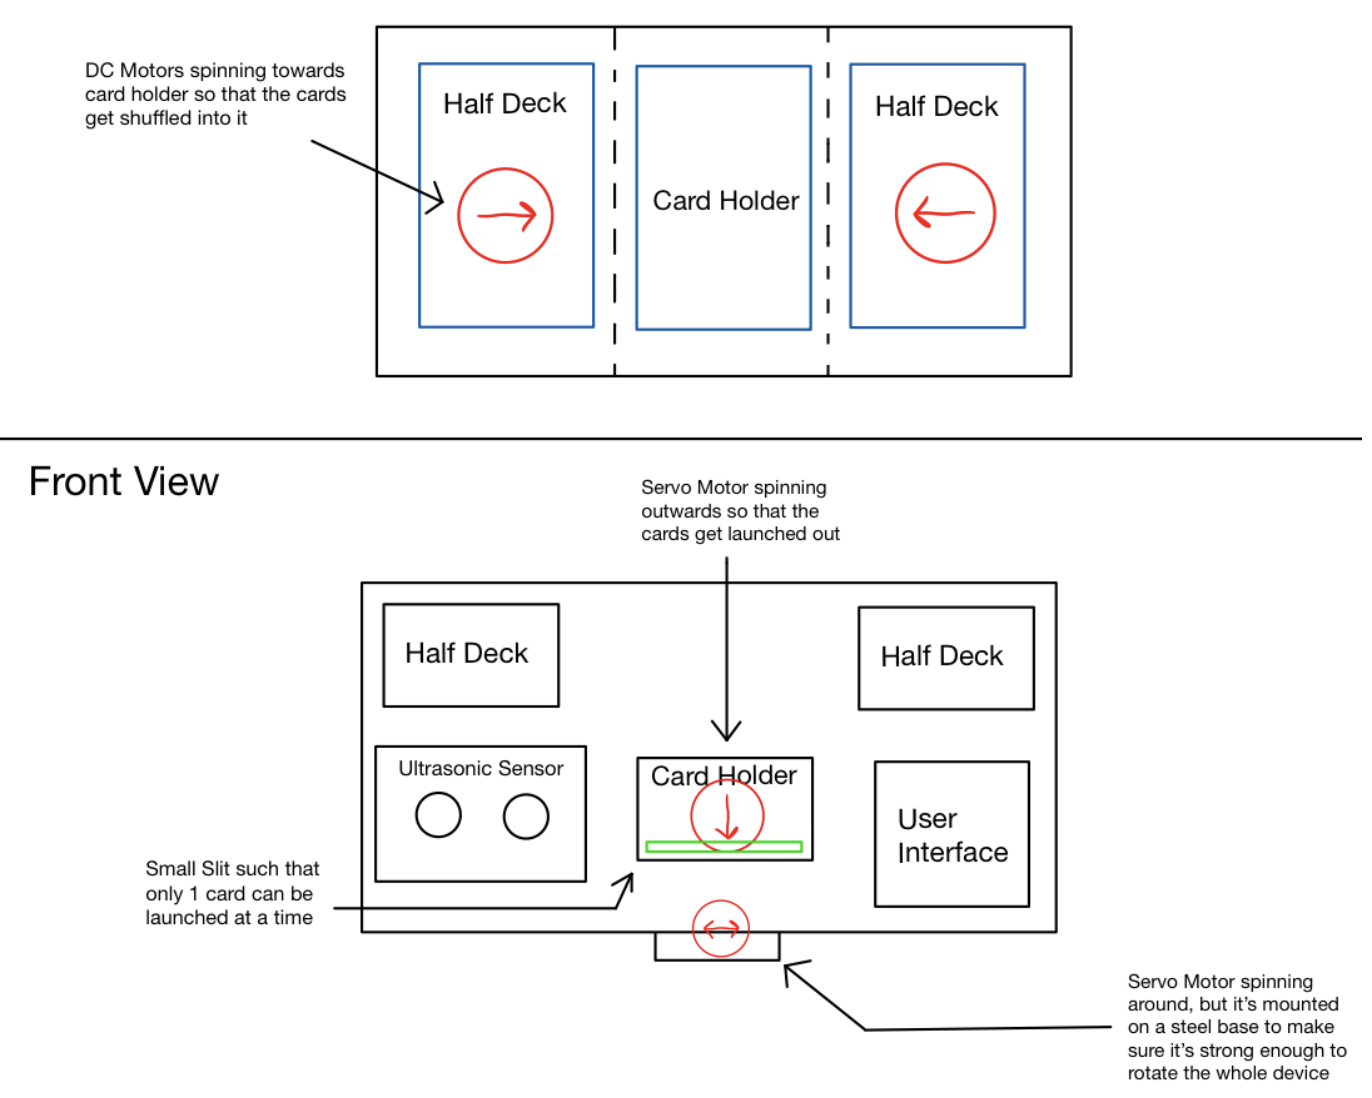 DC Motors spinning towards
card holder so that the cards
get shuffled into it
Half Deck
Card Holder
Half Deck
Front View
Servo Motor spinning
outwards so that the
cards get launched out
Half Deck
Half Deck
Ultrasonic Sensor
Card Holder
User
Interface
Small Slit such that
only 1 card can be
launched at a time
Servo Motor spinning
around, but it's mounted
on a steel base to make
sure it's strong enough to
rotate the whole device